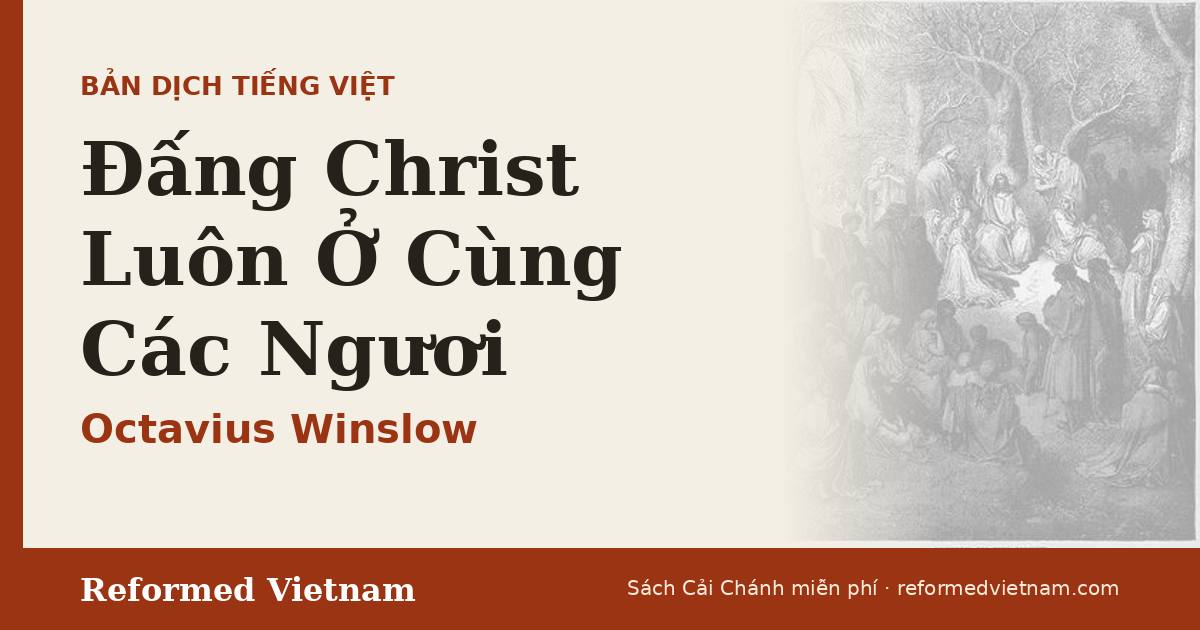 BẢN DỊCH TIẾNG VIỆT
Đấng Christ
Luôn Ở Cùng
Các Ngươi
Octavius Winslow
Reformed Vietnam
Sách Cải Chánh miễn phí · reformedvietnam.com